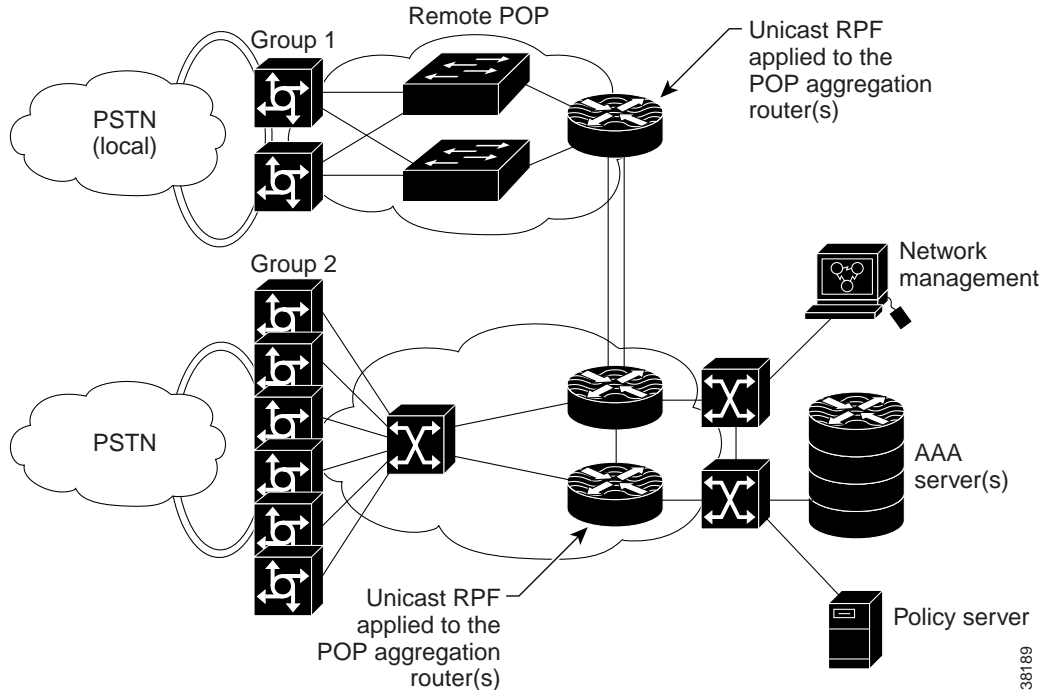 Remote POP
Group 1
Unicast RPF
applied to the
POP aggregation
router(s)
PSTN
(local)
Group 2
Network
management
PSTN
AAA
server(s)
Unicast RPF
applied to the
POP aggregation
router(s)
Policy server
38189